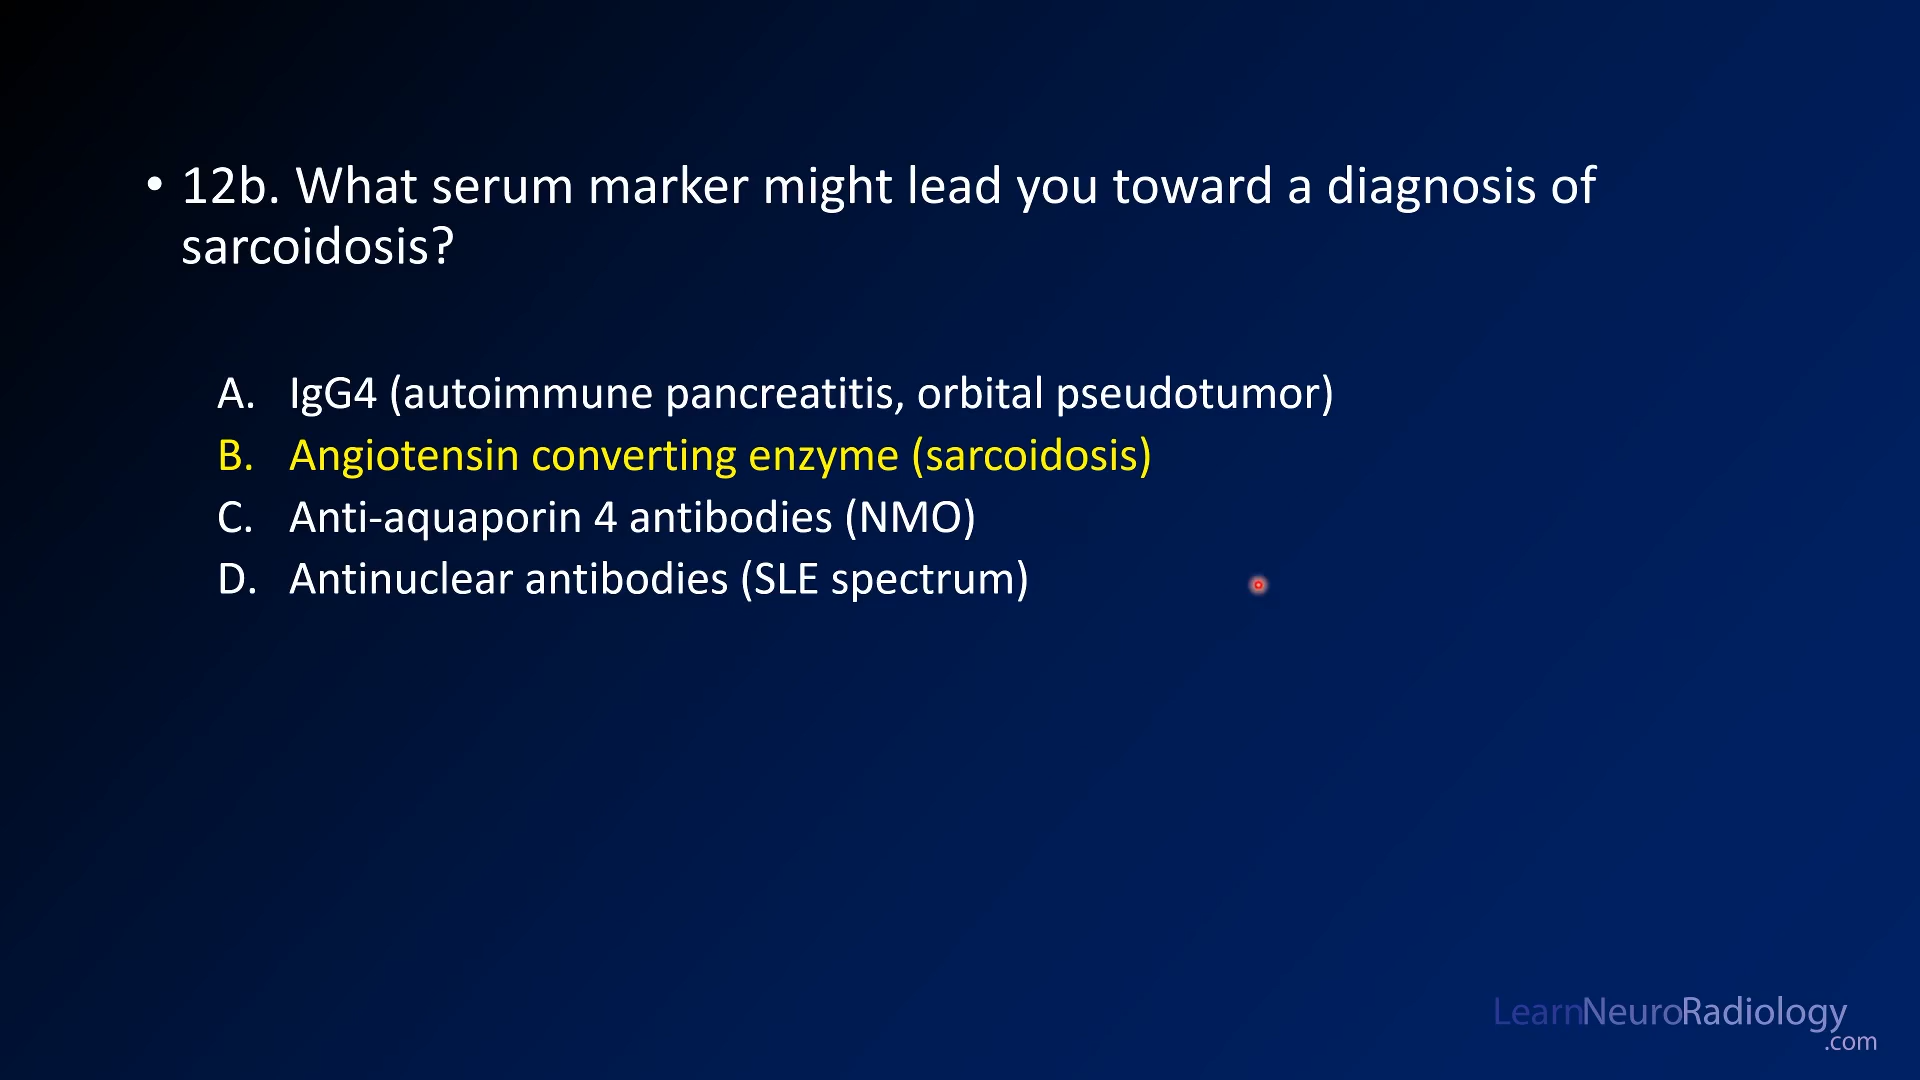 • 12b. What serum marker might lead you toward a diagnosis of
sarcoidosis?
A. IgG4 (autoimmune pancreatitis, orbital pseudotumor)
B. Angiotensin converting enzyme (sarcoidosis)
C. Anti-aquaporin 4 antibodies (NMO)
D. Antinuclear antibodies (SLE spectrum)
LearnNeuroRadiology
.com